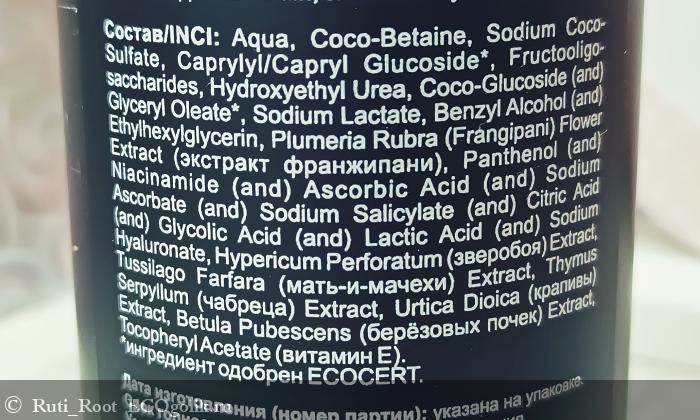 Состав/INCI: Aqua, Coco-Betaine, Sodium Coco-
Sulfate, Caprylyl/Capryl Glucoside*, Fructooligo-
saccharides, Hydroxyethyl Urea, Coco-Glucoside (and)
Glyceryl Oleate*, Sodium Lactate, Benzyl Alcohol (and)
Ethylhexylglycerin, Plumeria Rubra (Frangipani) Flower
Extract (экстракт франжипани), Panthenol (and)
Niacinamide (and) Ascorbic Acid (and) Sodium
Ascorbate (and) Sodium Salicylate (and) Citric Acid
(and) Glycolic Acid (and) Lactic Acid (and) Sodium
Hyaluronate, Hypericum Perforatum (зверобоя) Extract,
Tussilago Farfara (мать-и-мачехи) Extract, Thymus
Serpyllum (чабреца) Extract, Urtica Dioica (крапивы)
Extract, Betula Pubescens (берёзовых почек) Extract,
Tocopheryl Acetate (витамин Е).
*ингредиент одобрен ECOCERT.
Дата изготовления (номер партии): указана на упаковке.
© Ruti_Root ECOgolik.ru